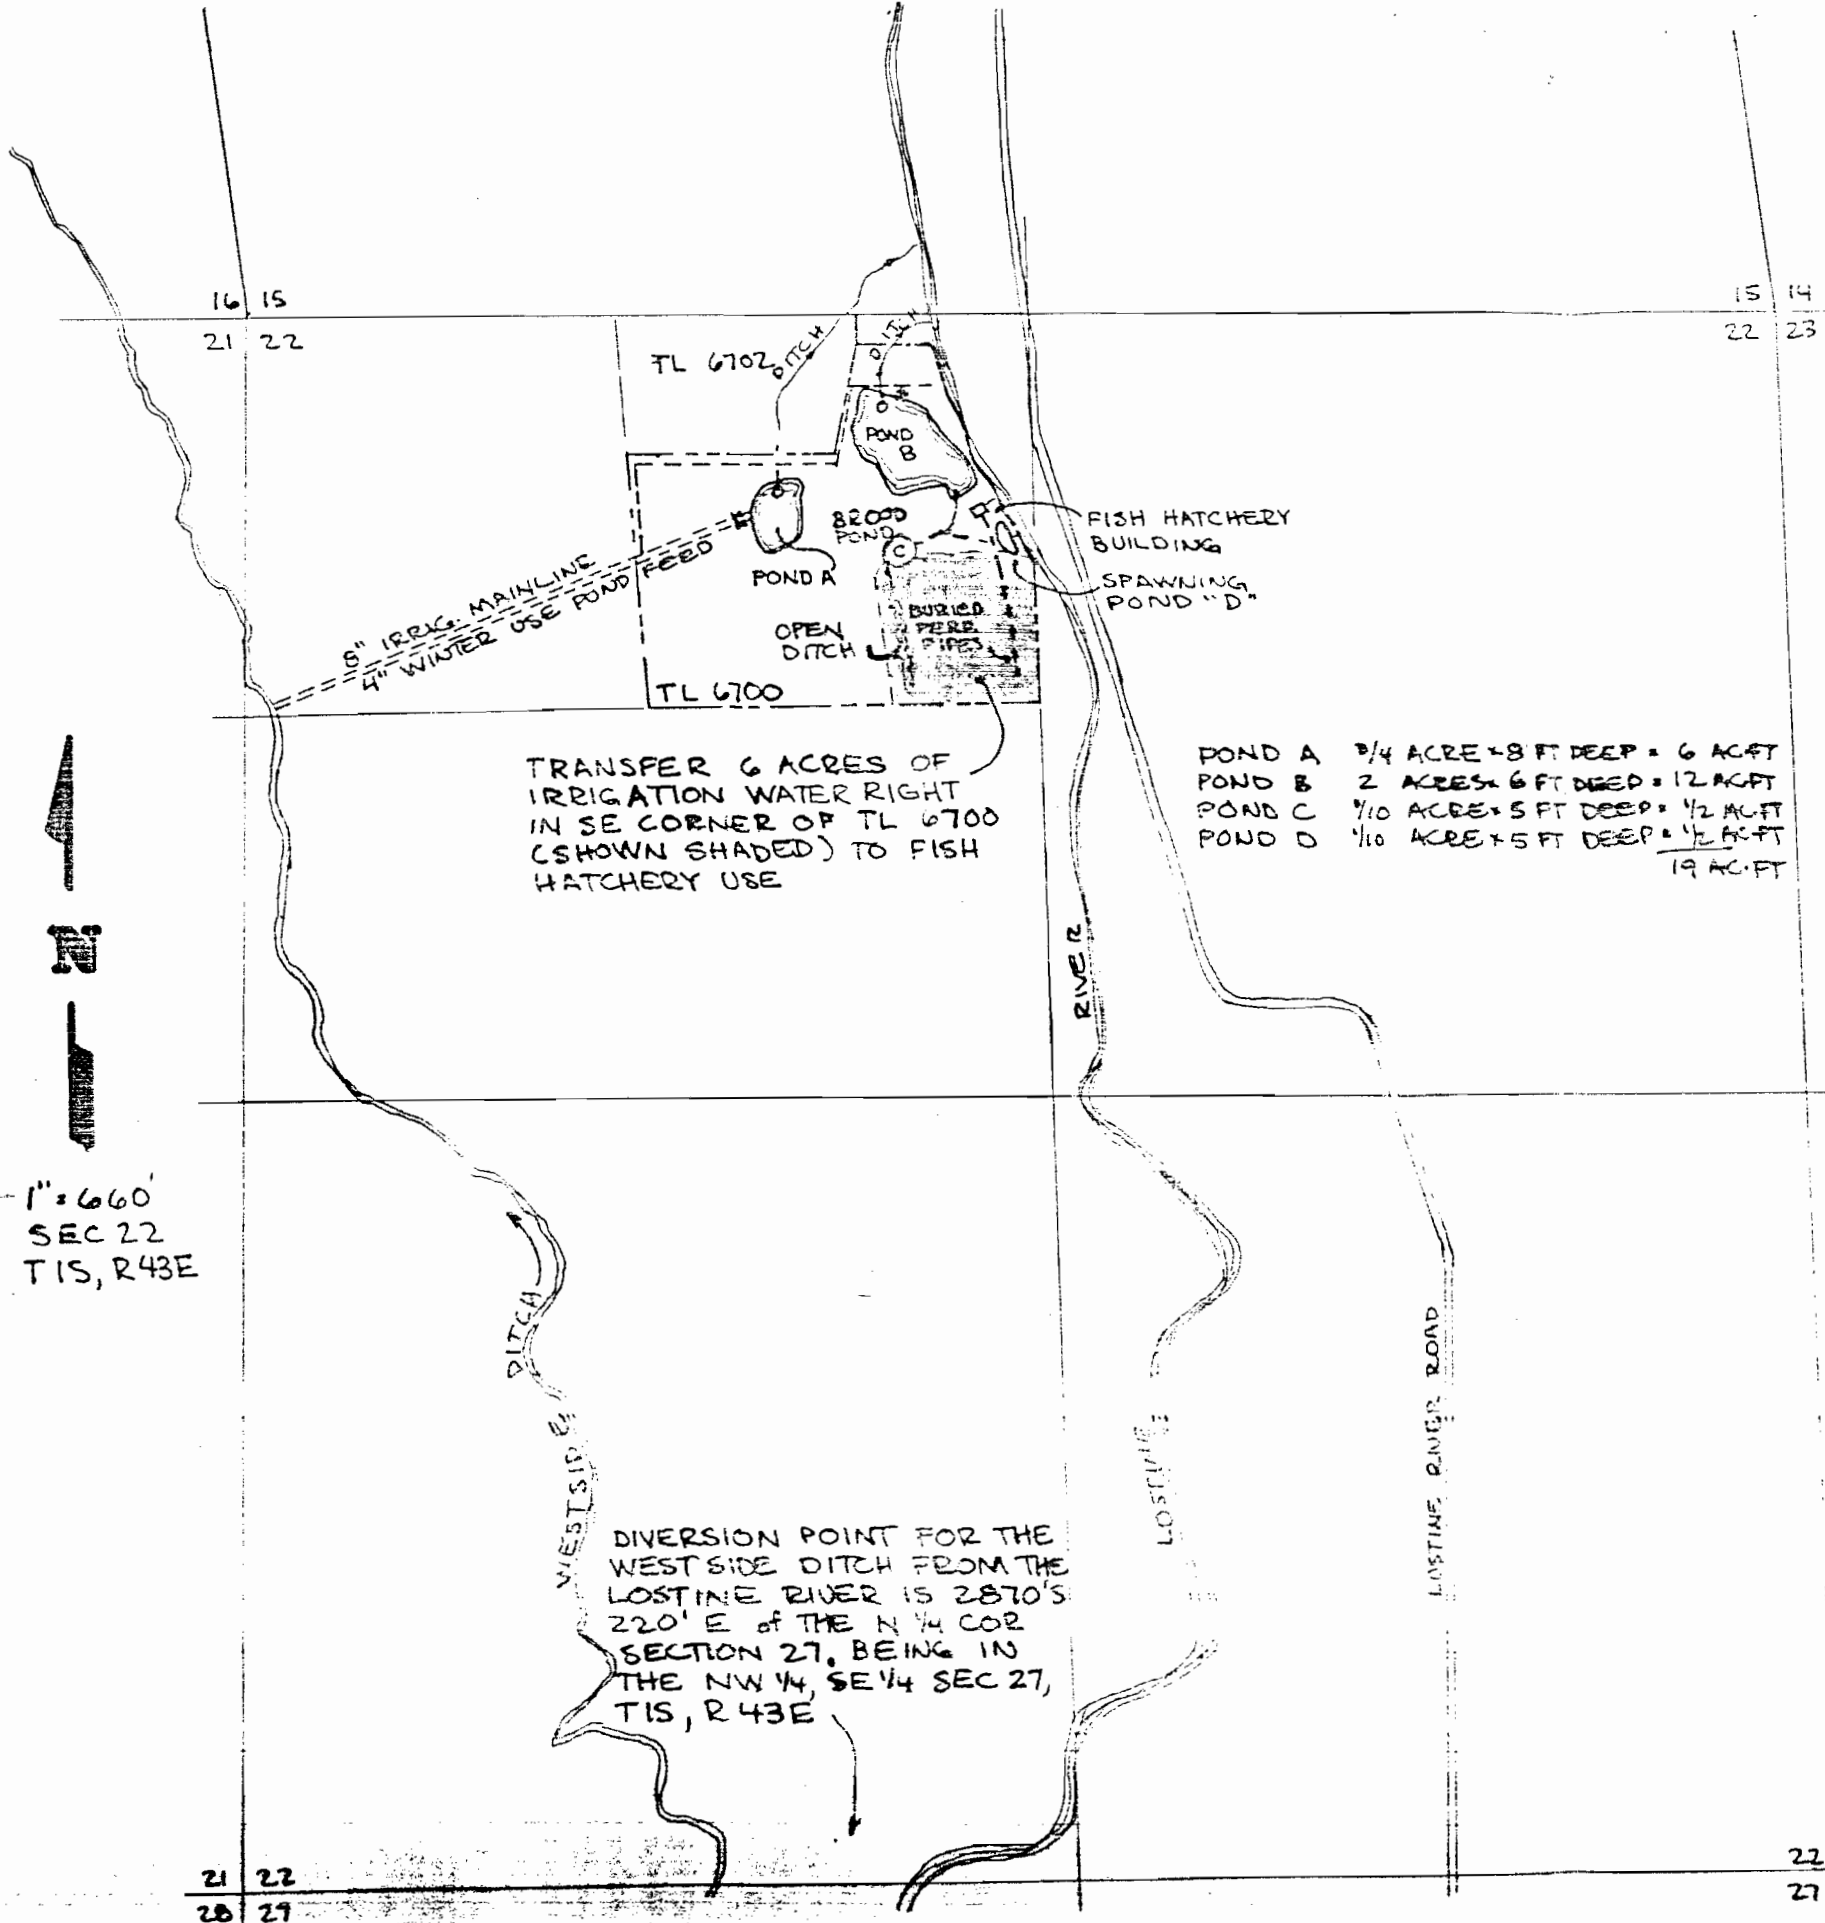 16 15
21 22
15 14
22 23
TL 6702
DITCH
DITCH
POND
B
BROOD
POND
C
FISH HATCHERY
BUILDING
SPAWNING
POND "D"
POND A
8" IRRIG. MAINLINE
4" WINTER USE POND FEED
OPEN
DITCH
BURIED
PERF.
PIPES
TL 6700
TRANSFER 6 ACRES OF
IRRIGATION WATER RIGHT
IN SE CORNER OF TL 6700
(SHOWN SHADED) TO FISH
HATCHERY USE
POND A 3/4 ACRE × 8 FT DEEP = 6 AC·FT
POND B 2 ACRES × 6 FT DEEP = 12 AC·FT
POND C 1/10 ACRE × 5 FT DEEP = 1/2 AC·FT
POND D 1/10 ACRE × 5 FT DEEP = 1/2 AC·FT
19 AC·FT
N
1" = 660'
SEC 22
T1S, R43E
RIVER
LOSTINE
LOSTINE RIVER ROAD
DITCH
WESTSIDE
DIVERSION POINT FOR THE
WEST SIDE DITCH FROM THE
LOSTINE RIVER IS 2870'S
220' E of THE N 1/4 COR
SECTION 27. BEING IN
THE NW 1/4, SE 1/4 SEC 27,
T1S, R43E
21 22
28 27
22
27